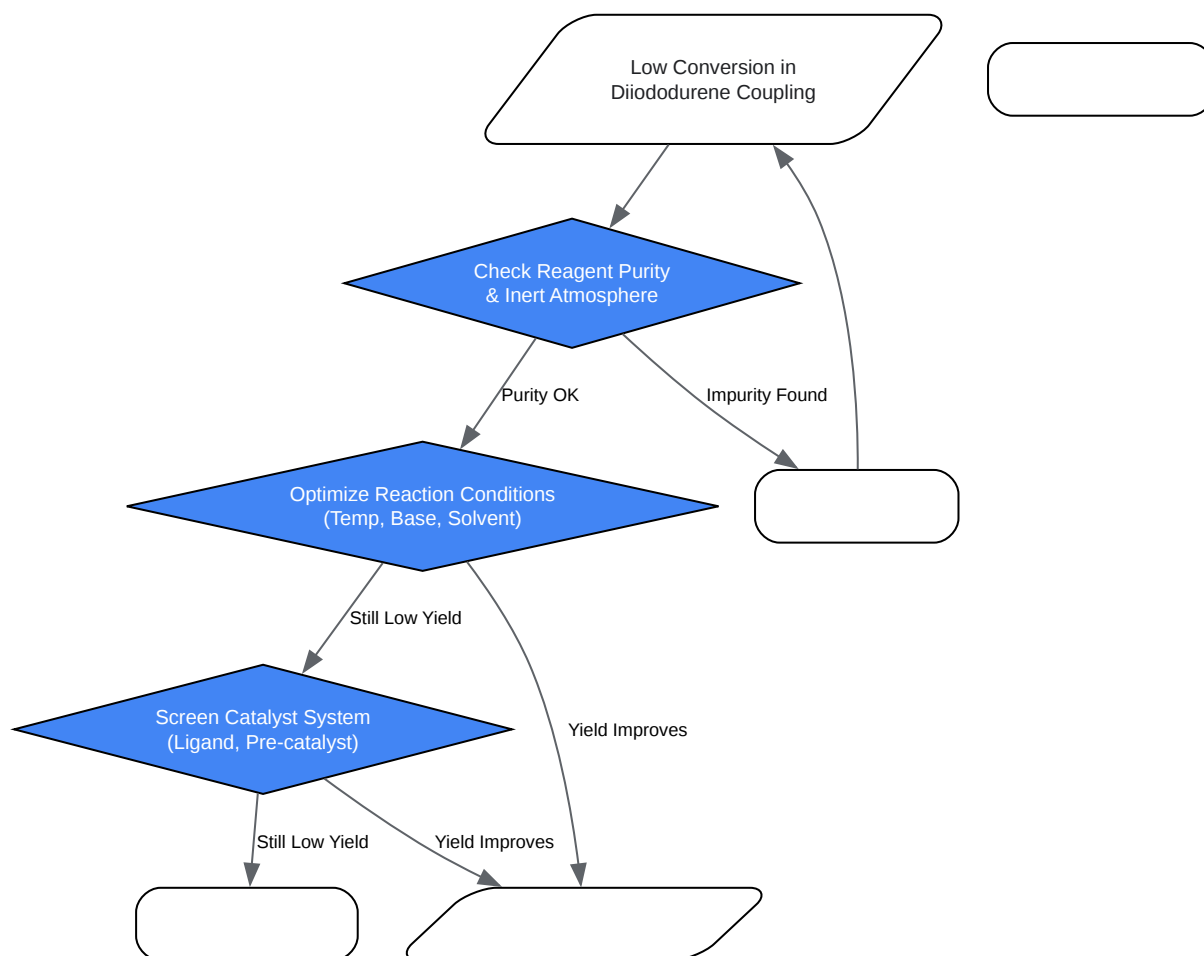 Low Conversion in
Diiododurene Coupling
Check Reagent Purity
& Inert Atmosphere
Purity OK
Impurity Found
Optimize Reaction Conditions
(Temp, Base, Solvent)
Still Low Yield
Screen Catalyst System
(Ligand, Pre-catalyst)
Yield Improves
Still Low Yield
Yield Improves